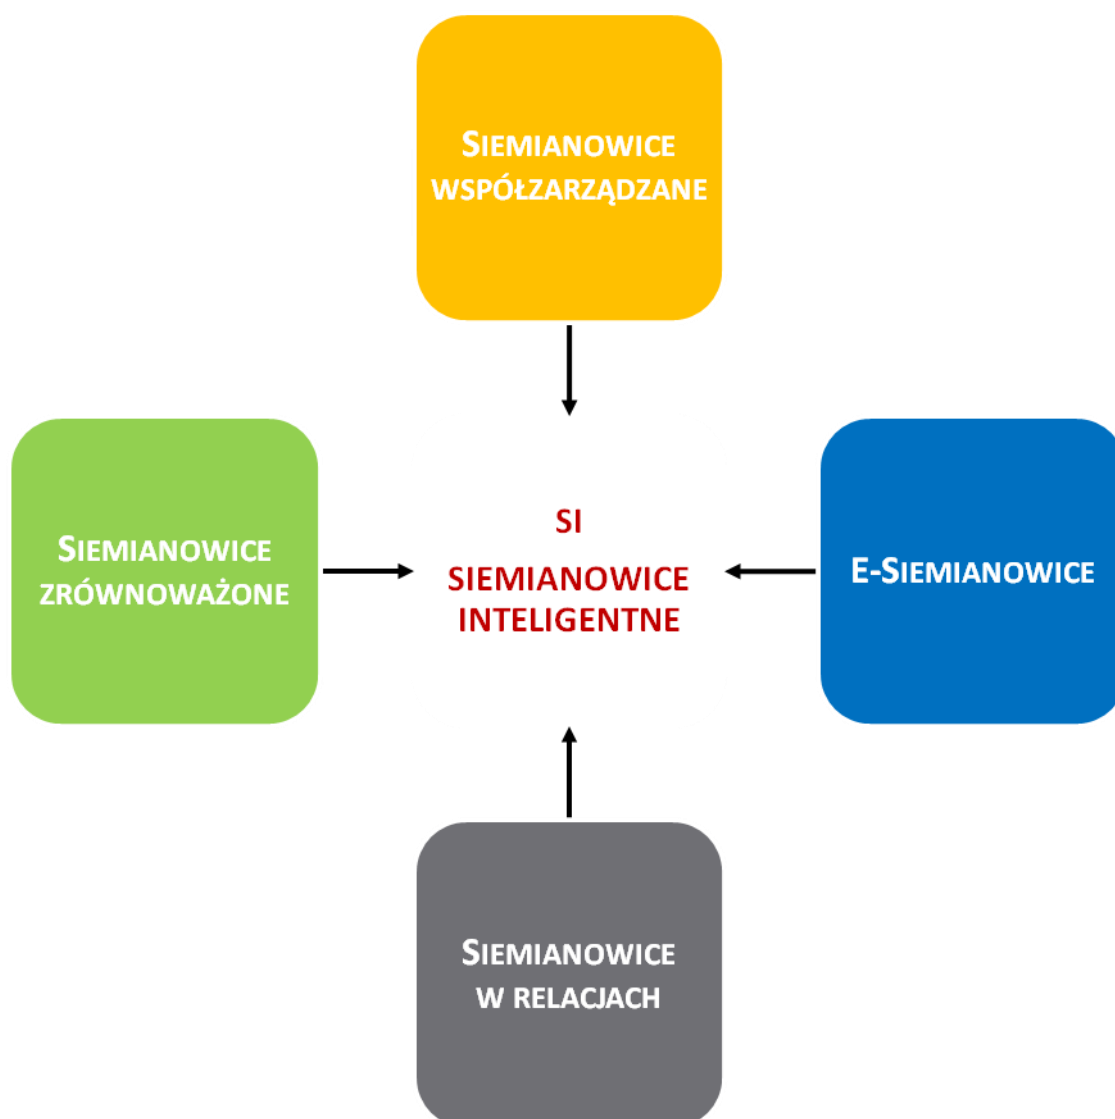 SIEMIANOWICE
WSPÓŁZARZĄDZANE
SIEMIANOWICE
ZRÓWNOWAŻONE
SI
SIEMIANOWICE
INTELIGENTNE
E-SIEMIANOWICE
SIEMIANOWICE
W RELACJACH